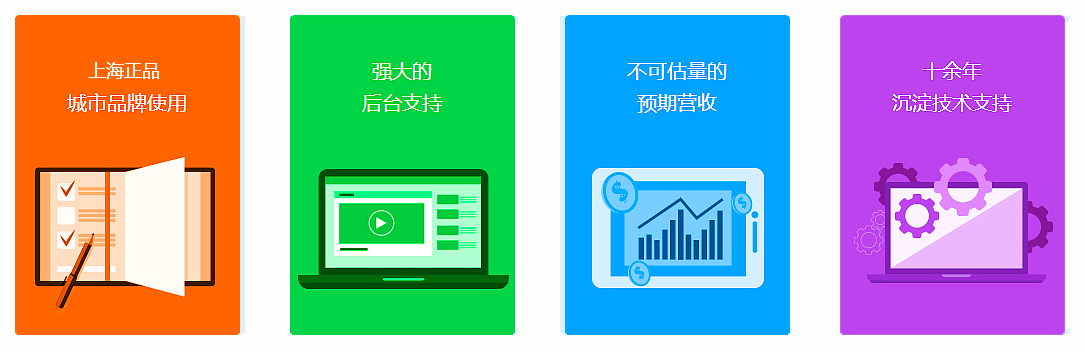 上海正品
城市品牌使用
强大的
后台支持
不可估量的
预期营收
十余年
沉淀技术支持